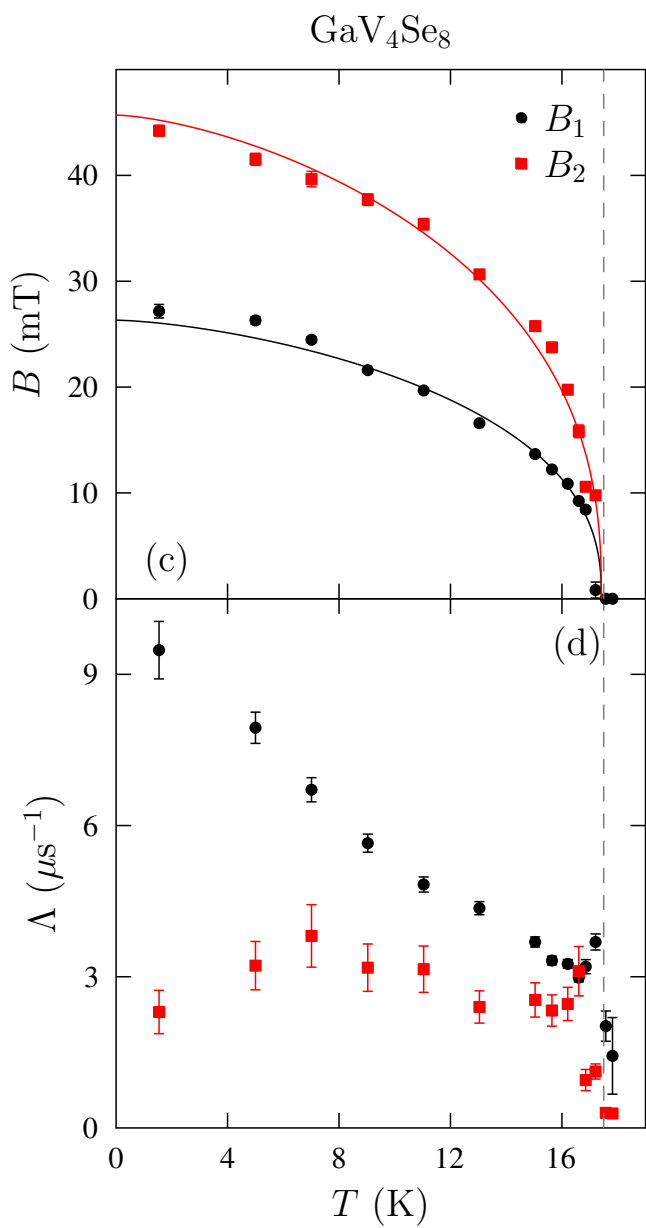 GaV₄Se₈
B₁
B₂
40
30
20
10
0
B (mT)
(c)
(d)
9
6
3
0
Λ (μs⁻¹)
0 4 8 12 16
T (K)